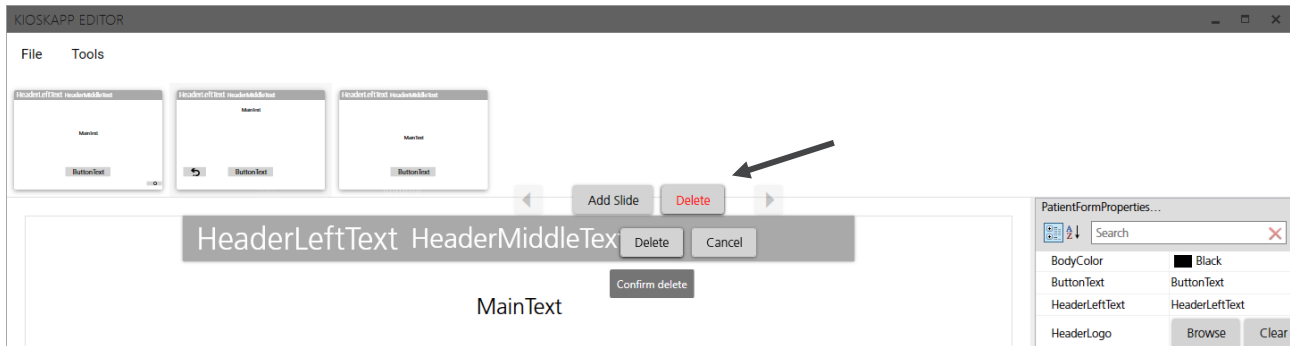 KIOSKAPP EDITOR
File Tools
HeaderLeftText HeaderMiddleText HeaderLeftText HeaderMiddleText HeaderLeftText HeaderMiddleText
MainText
MainText
MainText
ButtonText ButtonText ButtonText
Add Slide Delete
PatientFormProperties...
HeaderLeftText HeaderMiddleTex
Delete Cancel
Search
BodyColor Black
Confirm delete
ButtonText ButtonText
MainText
HeaderLeftText HeaderLeftText
HeaderLogo Browse Clear